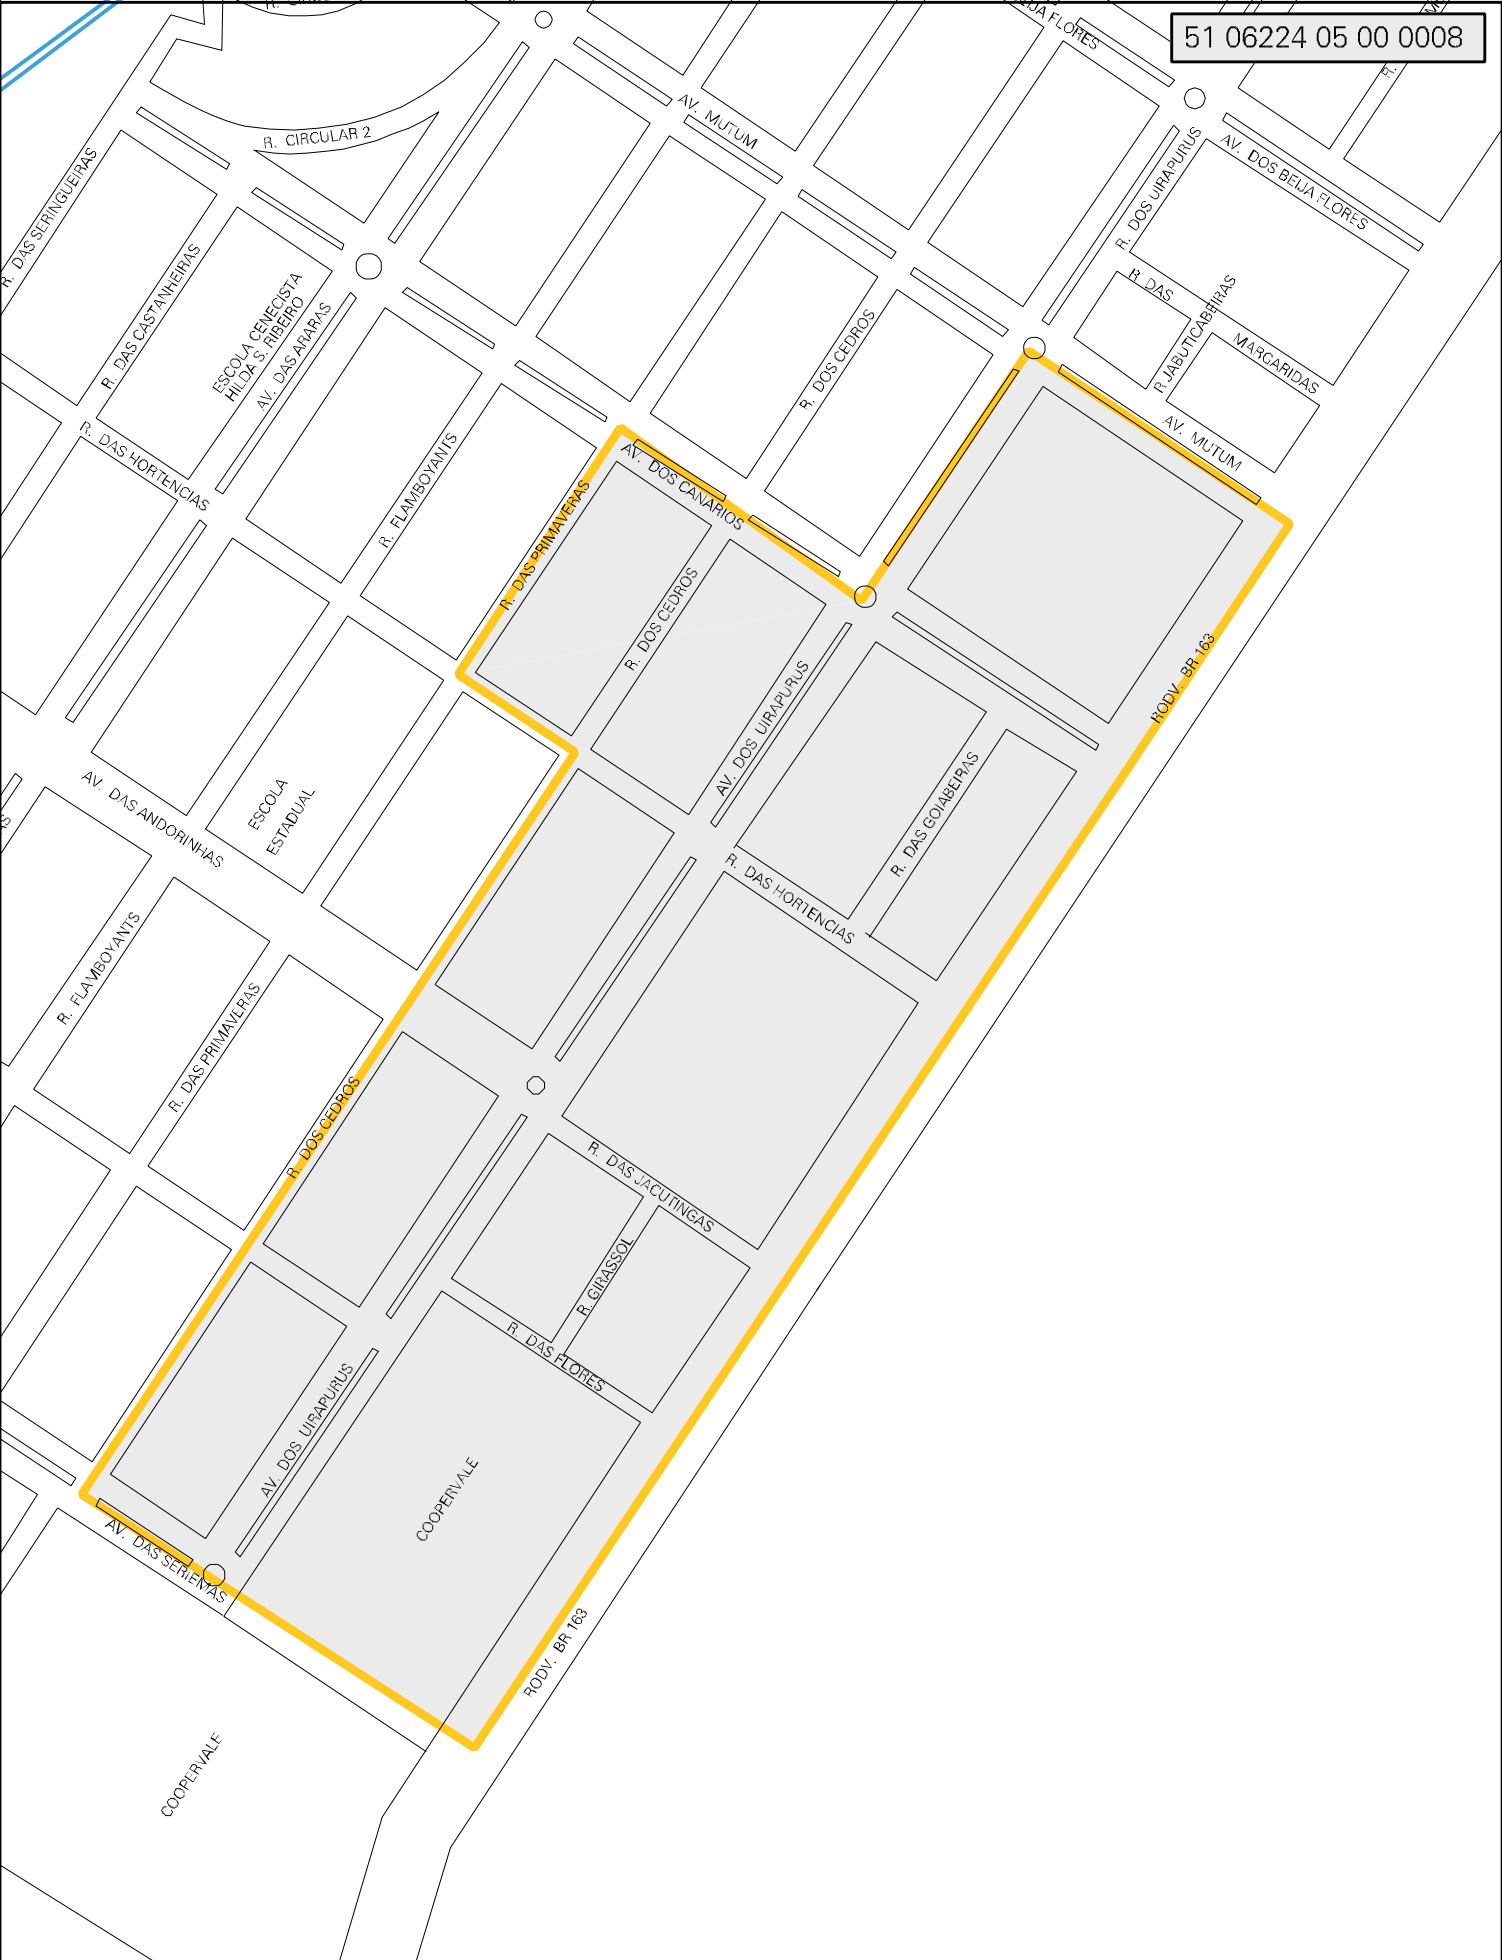 51 06224 05 00 0008
BEIJA FLORES
AV. MUTUM
R. CIRCULAR 2
R. DAS SERINGUEIRAS
R. DOS UIRAPURUS
AV. DOS BEIJA FLORES
R. DAS CASTANHEIRAS
ESCOLA CENECISTA
HILDA S. RIBEIRO
AV. DAS ARARAS
R. DAS
MARGARIDAS
R JABUTICABEIRAS
R. DOS CEDROS
AV. MUTUM
R. DAS HORTENCIAS
R. FLAMBOYANTS
AV. DOS CANARIOS
R. DAS PRIMAVERAS
R. DOS CEDROS
AV. DOS UIRAPURUS
RODV. BR 163
AV. DAS ANDORINHAS
ESCOLA
ESTADUAL
R. DAS GOIABEIRAS
R. DAS HORTENCIAS
R. FLAMBOYANTS
R. DAS PRIMAVERAS
R. DOS CEDROS
R. DAS JACUTINGAS
R. GIRASSOL
R. DAS FLORES
AV. DOS UIRAPURUS
COOPERVALE
AV. DAS SERIEMAS
RODV. BR 163
COOPERVALE